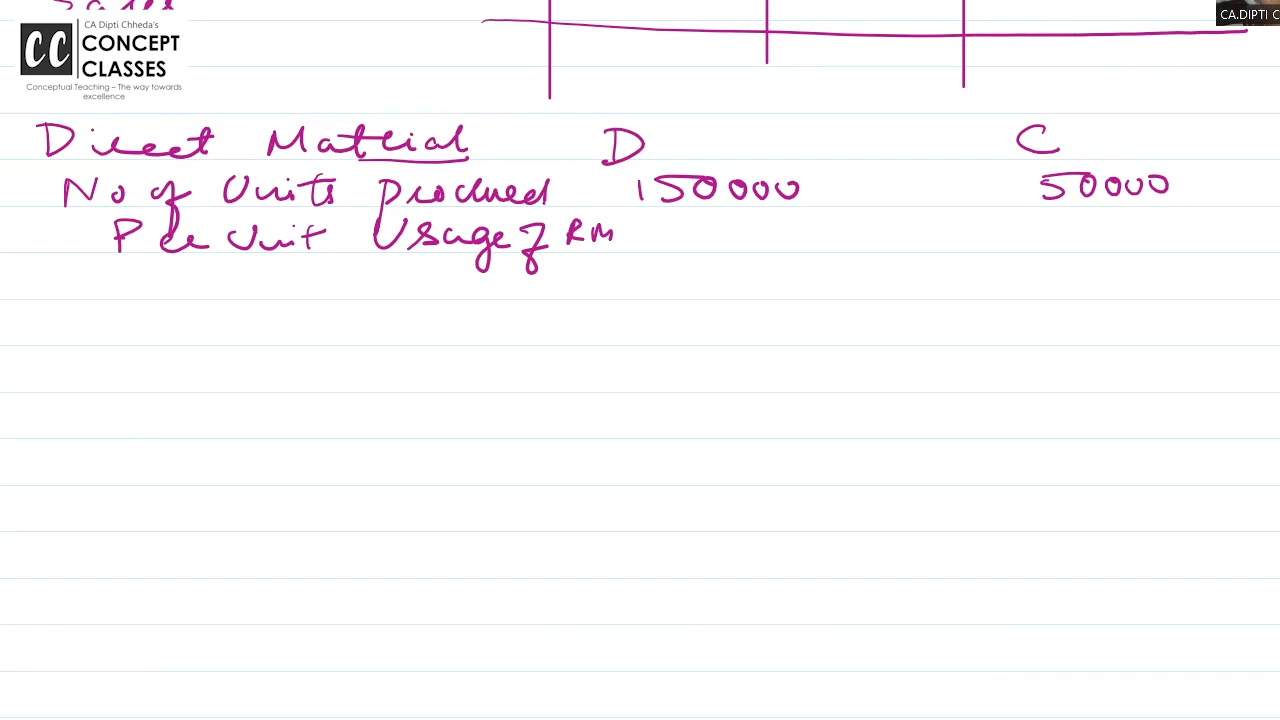 Sales
CA.DIPTI C
CC
CA Dipti Chheda's
CONCEPT
CLASSES
Conceptual Teaching – The way towards
excellence
Direct Material D C
No of Units produced 150000 50000
Per Unit Usage of RM